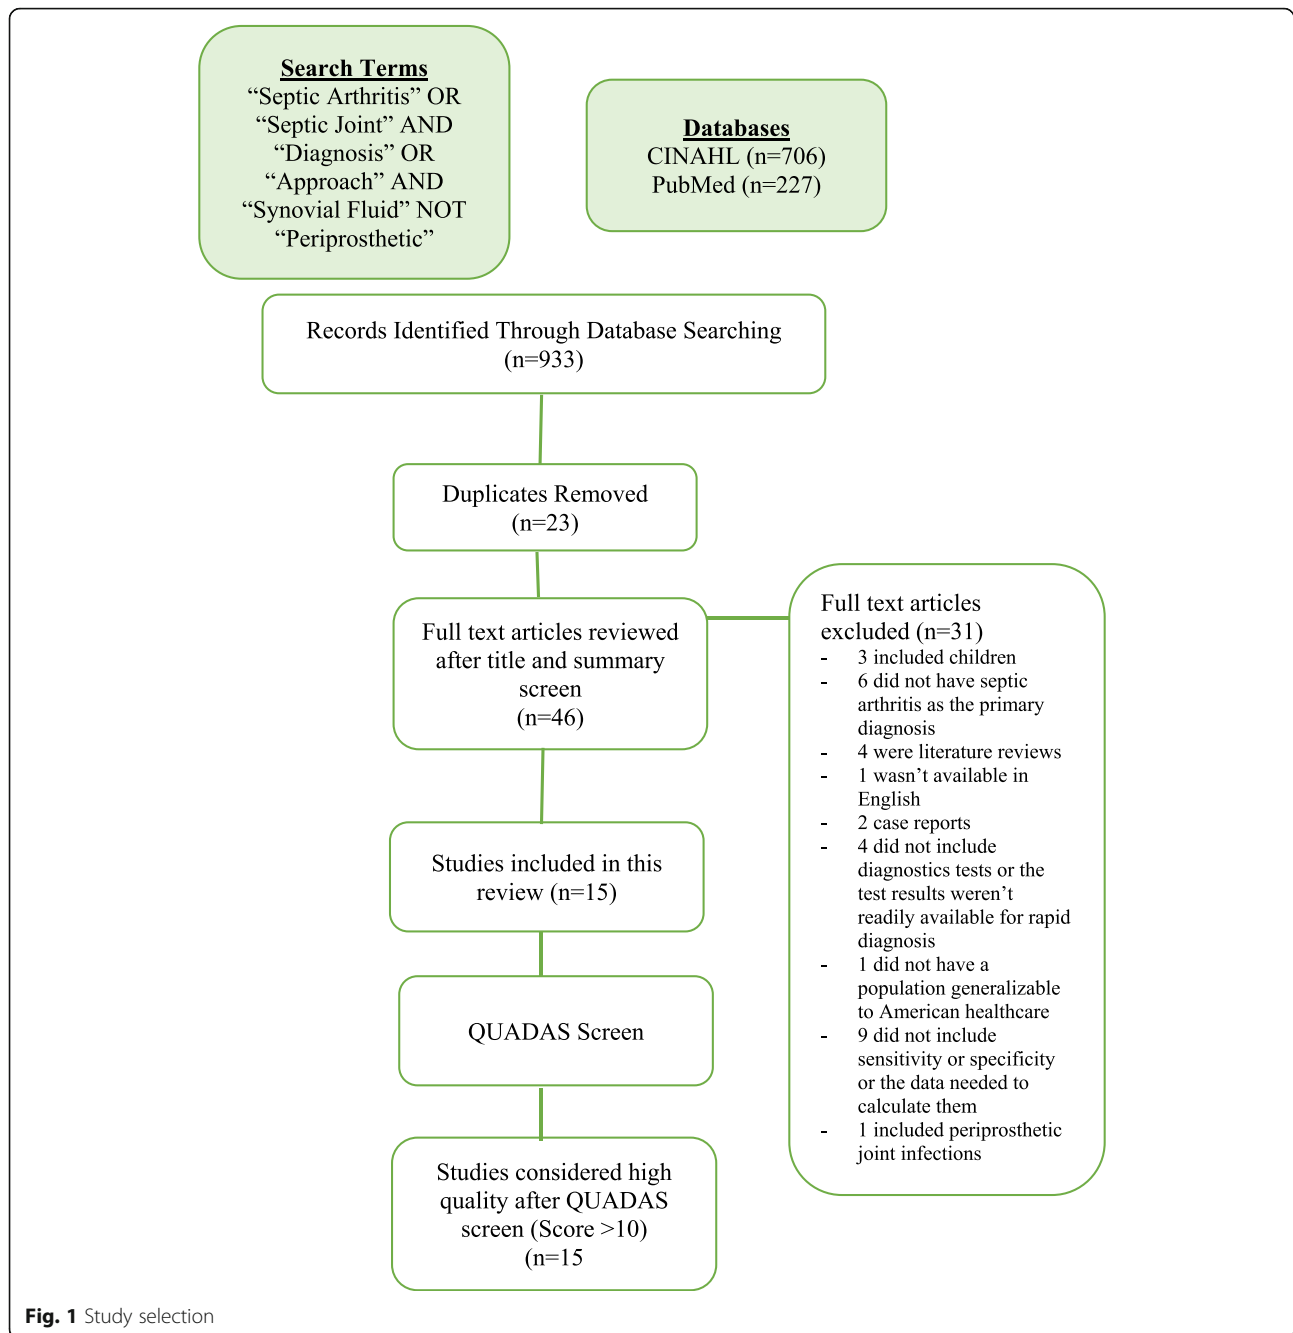 Search Terms
“Septic Arthritis” OR
“Septic Joint” AND
“Diagnosis” OR
“Approach” AND
“Synovial Fluid” NOT
“Periprosthetic”
Databases
CINAHL (n=706)
PubMed (n=227)
Records Identified Through Database Searching
(n=933)
Duplicates Removed
(n=23)
Full text articles reviewed
after title and summary
screen
(n=46)
Full text articles
excluded (n=31)
- 3 included children
- 6 did not have septic
arthritis as the primary
diagnosis
- 4 were literature reviews
- 1 wasn’t available in
English
- 2 case reports
- 4 did not include
diagnostics tests or the
test results weren’t
readily available for rapid
diagnosis
- 1 did not have a
population generalizable
to American healthcare
- 9 did not include
sensitivity or specificity
or the data needed to
calculate them
- 1 included periprosthetic
joint infections
Studies included in this
review (n=15)
QUADAS Screen
Studies considered high
quality after QUADAS
screen (Score >10)
(n=15
Fig. 1 Study selection